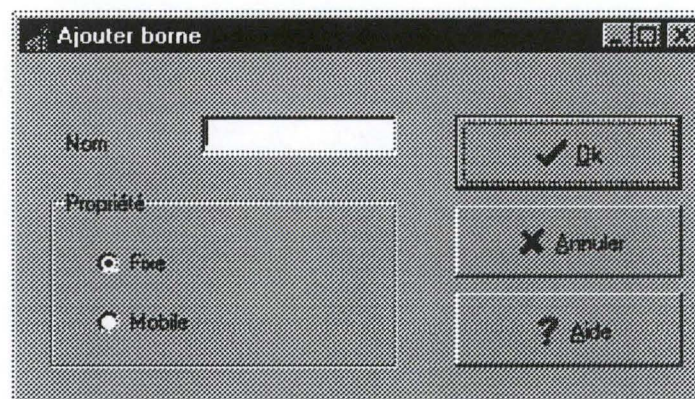 Ajouter borne
Nom
Ok
Propriété
Fixe
Annuler
Mobile
Aide